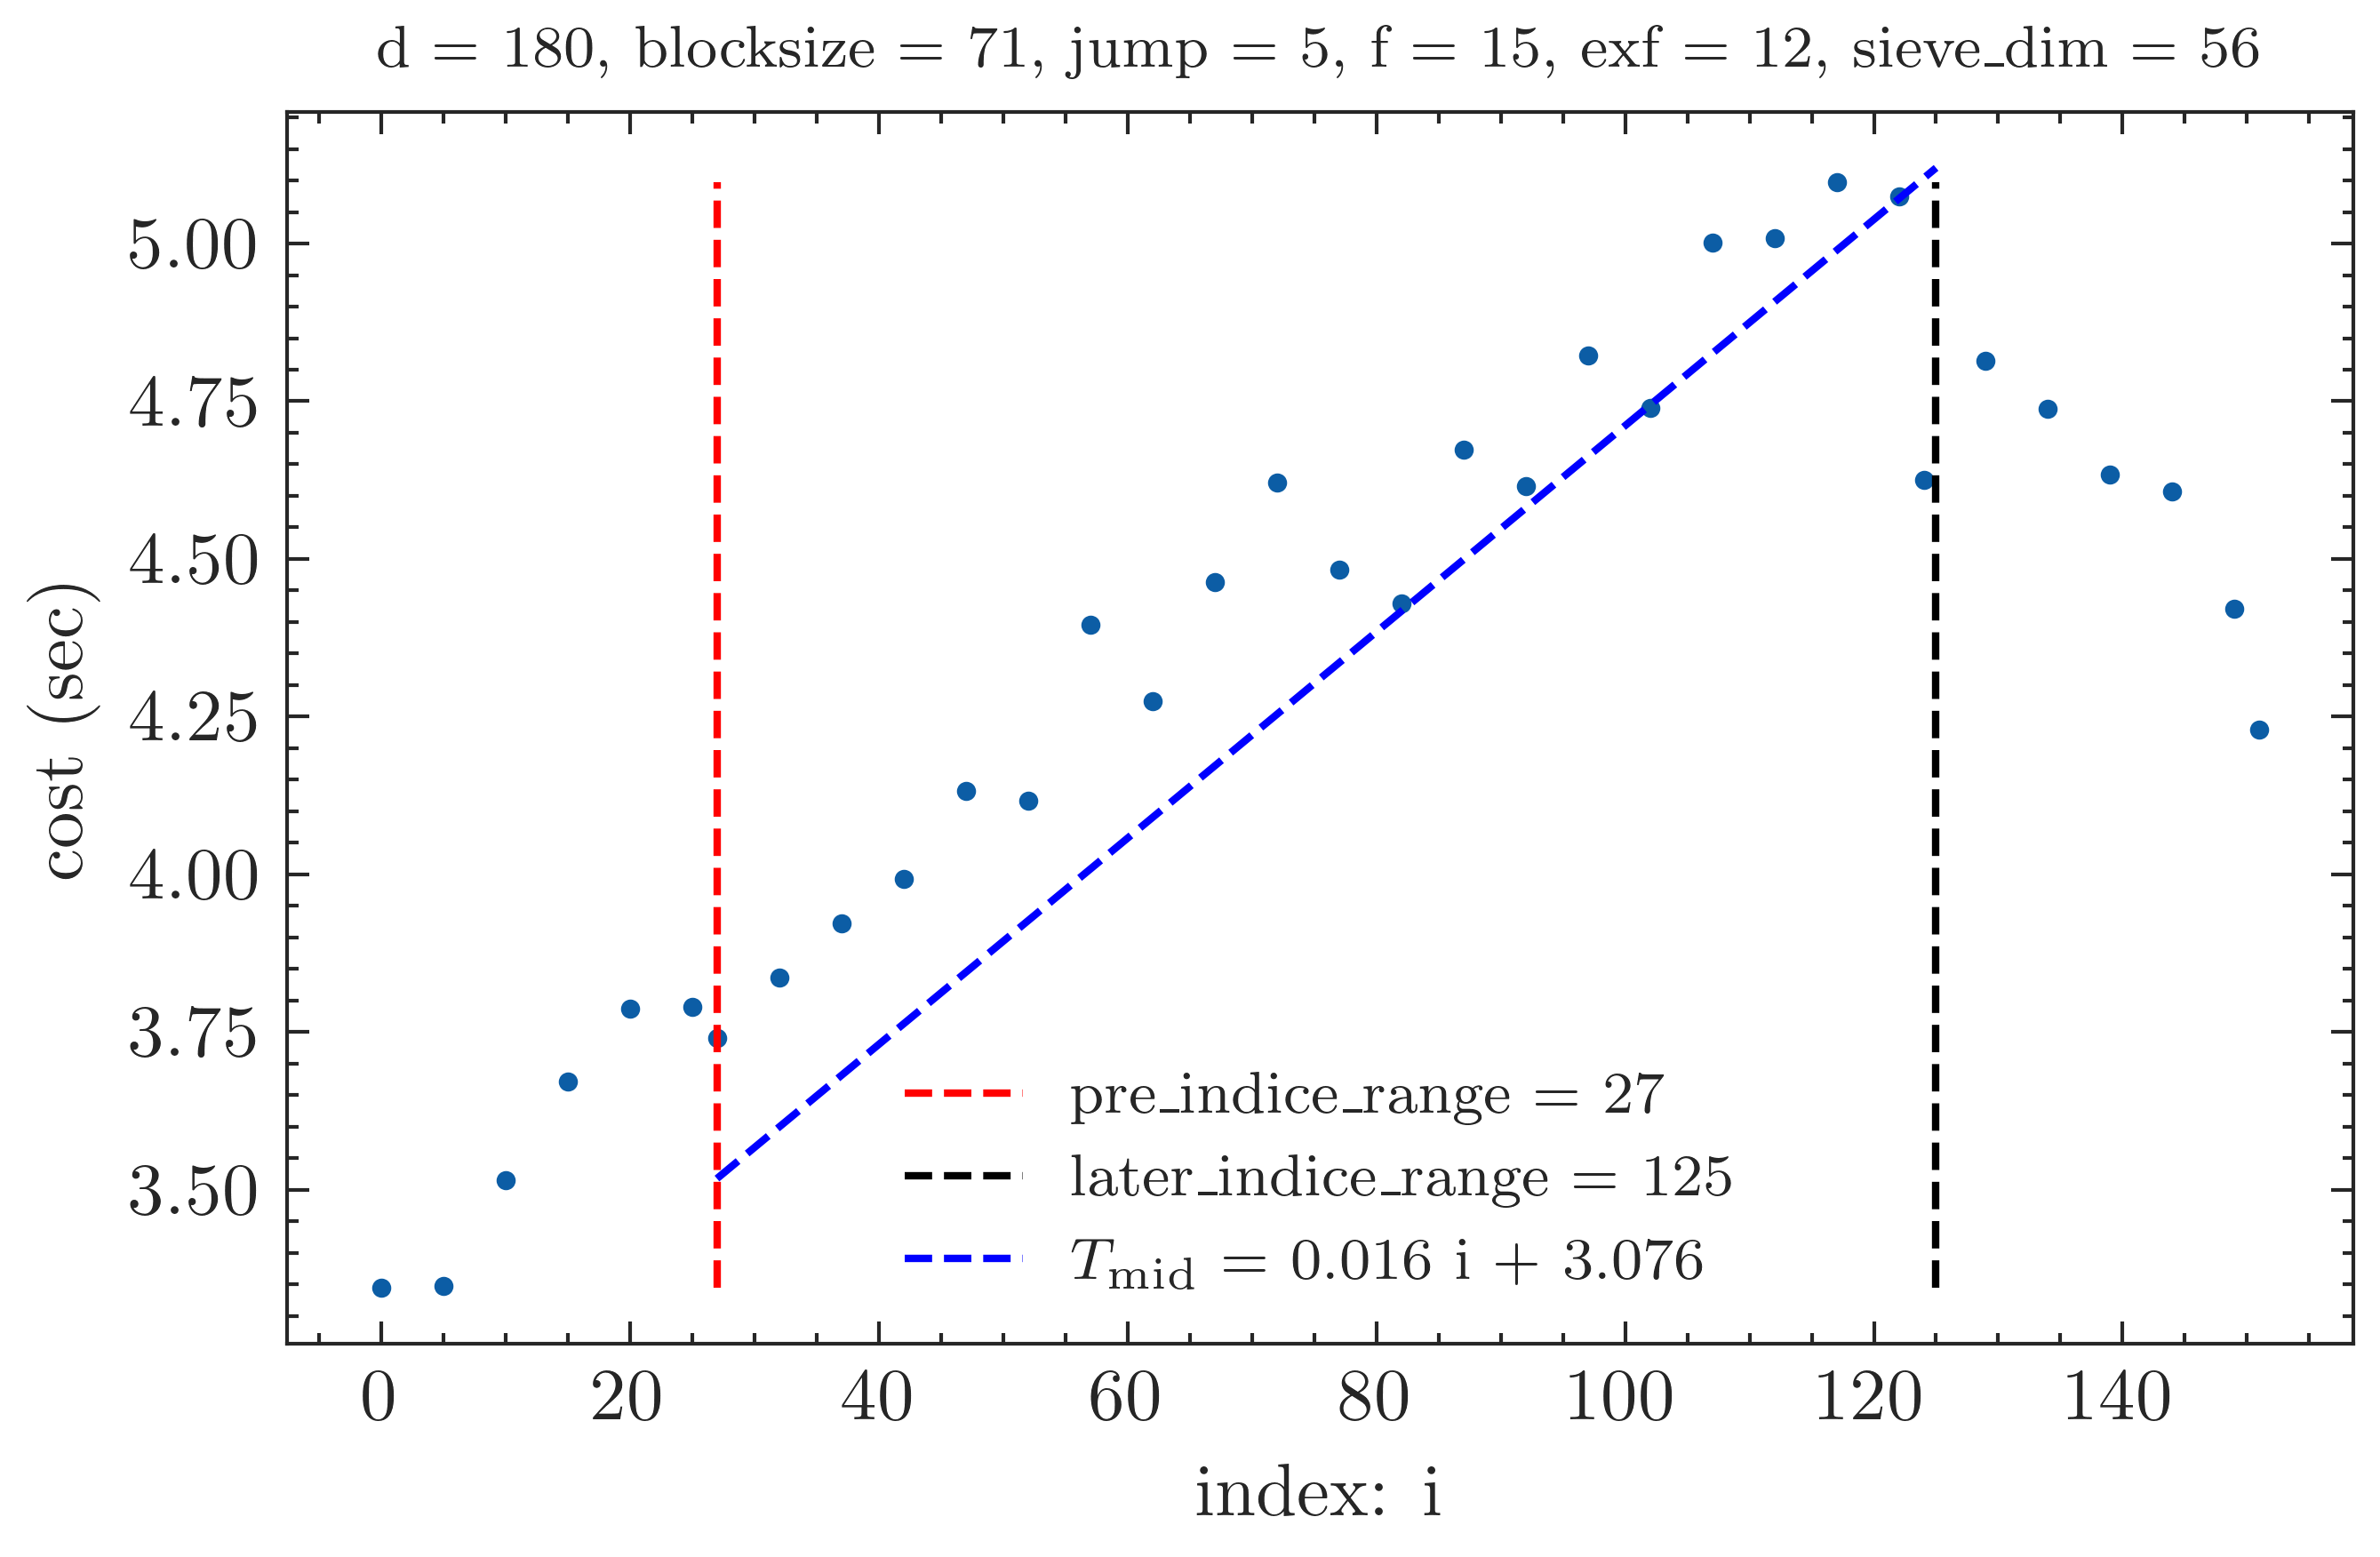 d = 180, blocksize = 71, jump = 5, f = 15, exf = 12, sieve_dim = 56
cost (sec)
5.00
4.75
4.50
4.25
4.00
3.75
3.50
pre_indice_range = 27
later_indice_range = 125
T_mid = 0.016 i + 3.076
0 20 40 60 80 100 120 140
index: i